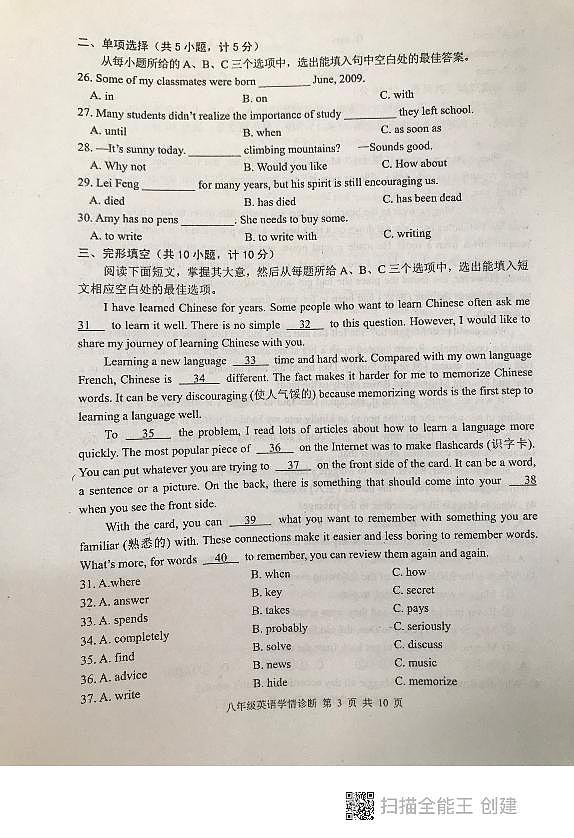 二、单项选择（共 5 小题，计 5 分）
从每小题所给的 A、B、C 三个选项中，选出能填入句中空白处的最佳答案。
26. Some of my classmates were born ________ June, 2009.
A. in B. on C. with
27. Many students didn't realize the importance of study ________ they left school.
A. until B. when C. as soon as
28. —It's sunny today. ________ climbing mountains? —Sounds good.
A. Why not B. Would you like C. How about
29. Lei Feng ________ for many years, but his spirit is still encouraging us.
A. died B. has died C. has been dead
30. Amy has no pens ________. She needs to buy some.
A. to write B. to write with C. writing
三、完形填空（共 10 小题，计 10 分）
阅读下面短文，掌握其大意，然后从每题所给 A、B、C 三个选项中，选出能填入短
文相应空白处的最佳选项。
I have learned Chinese for years. Some people who want to learn Chinese often ask me
31 to learn it well. There is no simple 32 to this question. However, I would like to
share my journey of learning Chinese with you.
Learning a new language 33 time and hard work. Compared with my own language
French, Chinese is 34 different. The fact makes it harder for me to memorize Chinese
words. It can be very discouraging (使人气馁的) because memorizing words is the first step to
learning a language well.
To 35 the problem, I read lots of articles about how to learn a language more
quickly. The most popular piece of 36 on the Internet was to make flashcards (识字卡).
You can put whatever you are trying to 37 on the front side of the card. It can be a word,
a sentence or a picture. On the back, there is something that should come into your 38
when you see the front side.
With the card, you can 39 what you want to remember with something you are
familiar (熟悉的) with. These connections make it easier and less boring to remember words.
What's more, for words 40 to remember, you can review them again and again.
31. A.where B. when C. how
32. A. answer B. key C. secret
33. A. spends B. takes C. pays
34. A. completely B. probably C. seriously
35. A. find B. solve C. discuss
36. A. advice B. news C. music
37. A. write B. hide C. memorize
八年级英语学情诊断 第 3 页 共 10 页
扫描全能王 创建